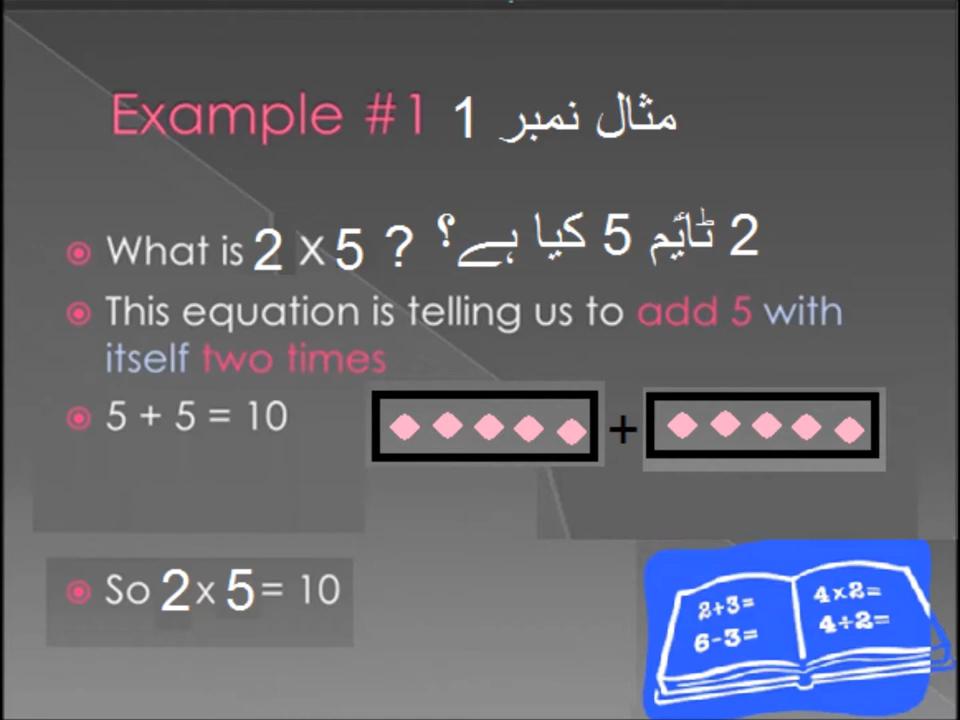 Example #1 مثال نمبر 1
What is 2 x 5 ? 2 ٹائیم 5 کیا ہے؟
This equation is telling us to add 5 with
itself two times
5 + 5 = 10
+
So 2 x 5 = 10
2+3=
6-3=
4x2=
4÷2=